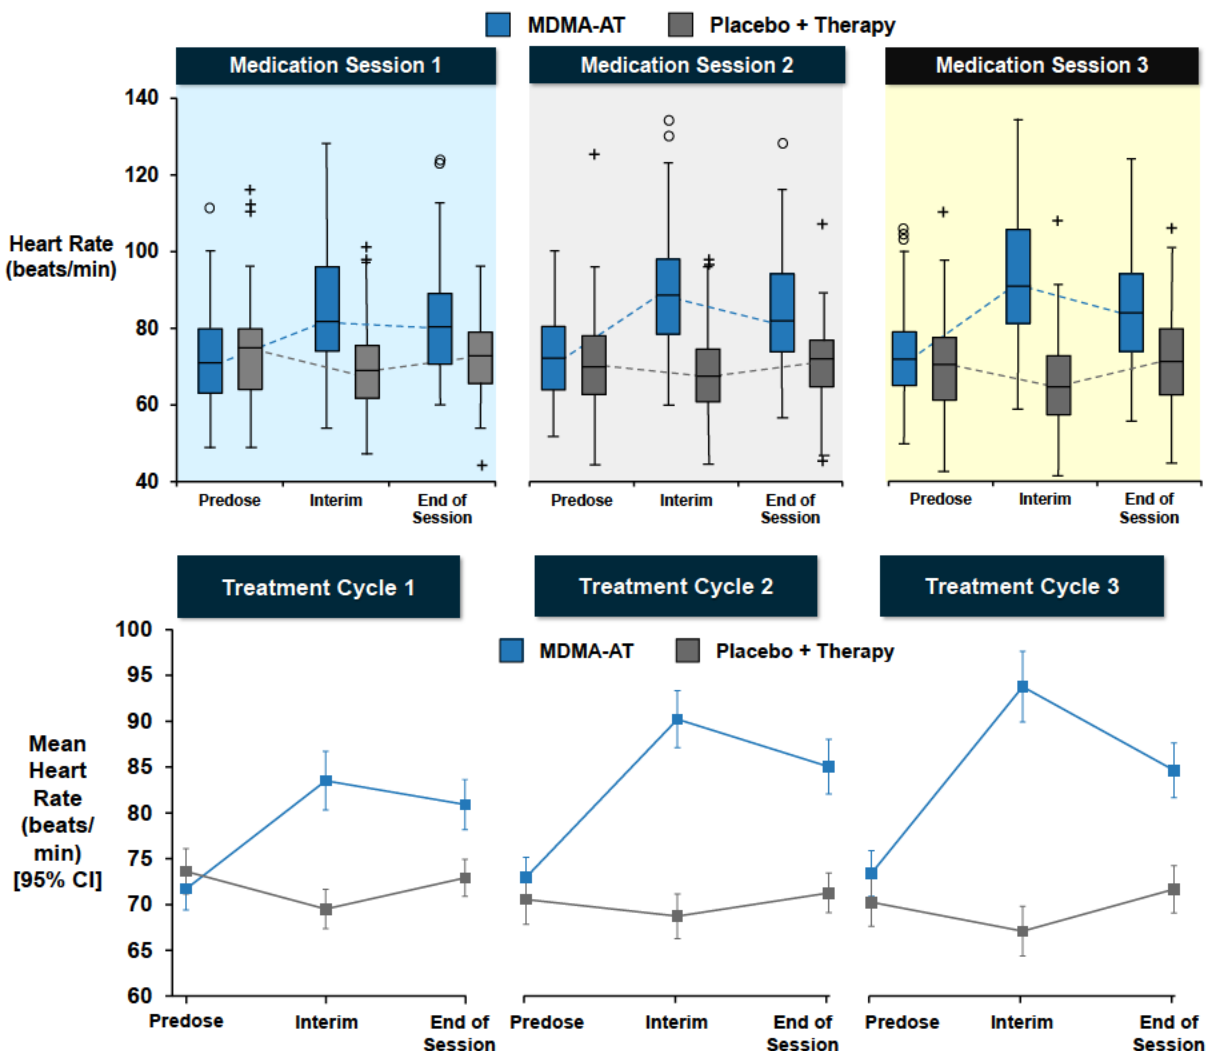 MDMA-AT Placebo + Therapy
Medication Session 1 Medication Session 2 Medication Session 3
140
120
100
80
60
40
Heart Rate
(beats/min)
Predose Interim End of
Session
Predose Interim End of
Session
Predose Interim End of
Session
Treatment Cycle 1 Treatment Cycle 2 Treatment Cycle 3
MDMA-AT Placebo + Therapy
100
95
90
85
80
75
70
65
60
Mean
Heart
Rate
(beats/
min)
[95% CI]
Predose Interim End of
Session
Predose Interim End of
Session
Predose Interim End of
Session